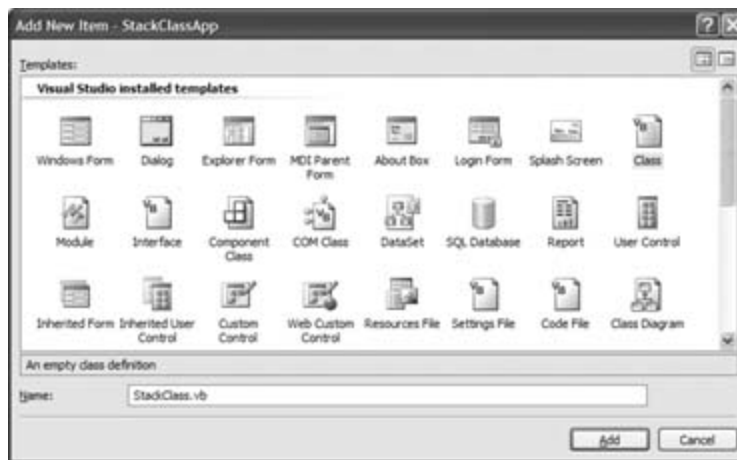 Add New Item - StackClassApp
Templates:
Visual Studio installed templates
Windows Form
Dialog
Explorer Form
MDI Parent
Form
About Box
Login Form
Splash Screen
Class
Module
Interface
Component
Class
COM Class
DataSet
SQL Database
Report
User Control
Inherited Form
Inherited User
Control
Custom
Control
Web Custom
Control
Resources File
Settings File
Code File
Class Diagram
An empty class definition
Name:
StackClass.vb
Add
Cancel